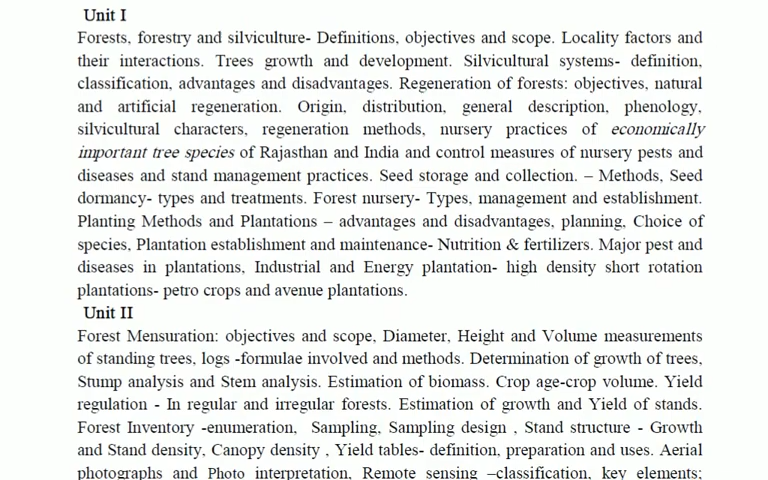 Unit I
Forests, forestry and silviculture- Definitions, objectives and scope. Locality factors and
their interactions. Trees growth and development. Silvicultural systems- definition,
classification, advantages and disadvantages. Regeneration of forests: objectives, natural
and artificial regeneration. Origin, distribution, general description, phenology,
silvicultural characters, regeneration methods, nursery practices of economically
important tree species of Rajasthan and India and control measures of nursery pests and
diseases and stand management practices. Seed storage and collection. – Methods, Seed
dormancy- types and treatments. Forest nursery- Types, management and establishment.
Planting Methods and Plantations – advantages and disadvantages, planning, Choice of
species, Plantation establishment and maintenance- Nutrition & fertilizers. Major pest and
diseases in plantations, Industrial and Energy plantation- high density short rotation
plantations- petro crops and avenue plantations.
Unit II
Forest Mensuration: objectives and scope, Diameter, Height and Volume measurements
of standing trees, logs -formulae involved and methods. Determination of growth of trees,
Stump analysis and Stem analysis. Estimation of biomass. Crop age-crop volume. Yield
regulation - In regular and irregular forests. Estimation of growth and Yield of stands.
Forest Inventory -enumeration, Sampling, Sampling design , Stand structure - Growth
and Stand density, Canopy density , Yield tables- definition, preparation and uses. Aerial
photographs and Photo interpretation, Remote sensing –classification, key elements;